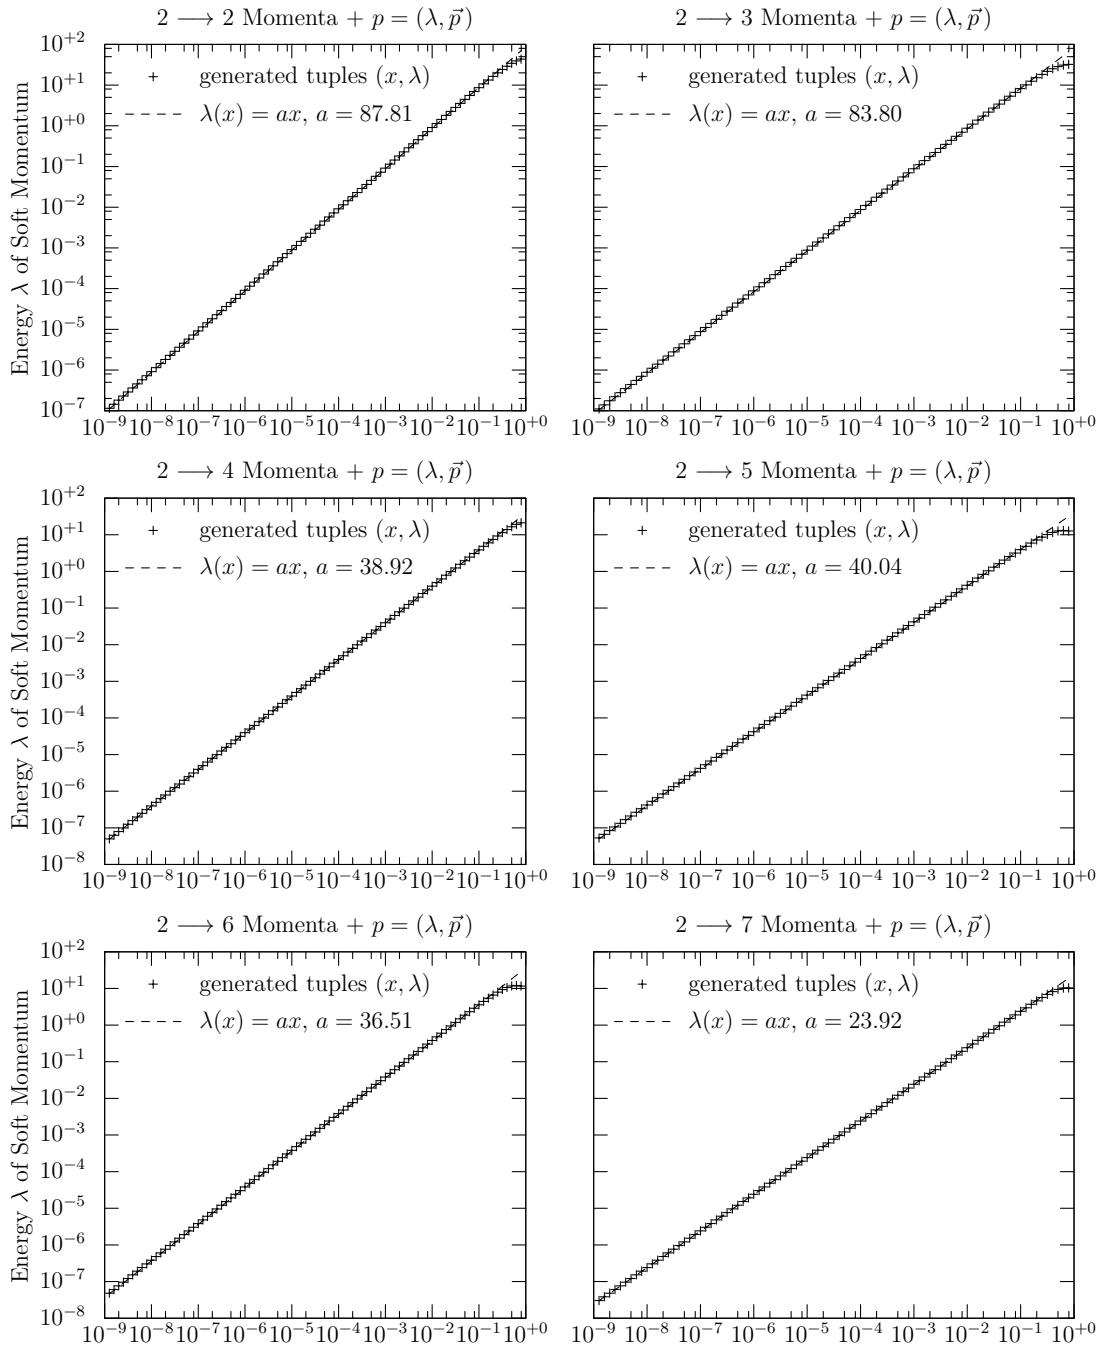 2 ⟶ 2 Momenta + p = (λ, p⃗)
Energy λ of Soft Momentum
10^{+2}
10^{+1}
10^{+0}
10^{−1}
10^{−2}
10^{−3}
10^{−4}
10^{−5}
10^{−6}
10^{−7}
generated tuples (x, λ)
λ(x) = ax, a = 87.81
10^{−9} 10^{−8} 10^{−7} 10^{−6} 10^{−5} 10^{−4} 10^{−3} 10^{−2} 10^{−1} 10^{+0}
2 ⟶ 3 Momenta + p = (λ, p⃗)
generated tuples (x, λ)
λ(x) = ax, a = 83.80
10^{−9} 10^{−8} 10^{−7} 10^{−6} 10^{−5} 10^{−4} 10^{−3} 10^{−2} 10^{−1} 10^{+0}
2 ⟶ 4 Momenta + p = (λ, p⃗)
Energy λ of Soft Momentum
10^{+2}
10^{+1}
10^{+0}
10^{−1}
10^{−2}
10^{−3}
10^{−4}
10^{−5}
10^{−6}
10^{−7}
10^{−8}
generated tuples (x, λ)
λ(x) = ax, a = 38.92
10^{−9} 10^{−8} 10^{−7} 10^{−6} 10^{−5} 10^{−4} 10^{−3} 10^{−2} 10^{−1} 10^{+0}
2 ⟶ 5 Momenta + p = (λ, p⃗)
generated tuples (x, λ)
λ(x) = ax, a = 40.04
10^{−9} 10^{−8} 10^{−7} 10^{−6} 10^{−5} 10^{−4} 10^{−3} 10^{−2} 10^{−1} 10^{+0}
2 ⟶ 6 Momenta + p = (λ, p⃗)
Energy λ of Soft Momentum
10^{+2}
10^{+1}
10^{+0}
10^{−1}
10^{−2}
10^{−3}
10^{−4}
10^{−5}
10^{−6}
10^{−7}
10^{−8}
generated tuples (x, λ)
λ(x) = ax, a = 36.51
10^{−9} 10^{−8} 10^{−7} 10^{−6} 10^{−5} 10^{−4} 10^{−3} 10^{−2} 10^{−1} 10^{+0}
2 ⟶ 7 Momenta + p = (λ, p⃗)
generated tuples (x, λ)
λ(x) = ax, a = 23.92
10^{−9} 10^{−8} 10^{−7} 10^{−6} 10^{−5} 10^{−4} 10^{−3} 10^{−2} 10^{−1} 10^{+0}